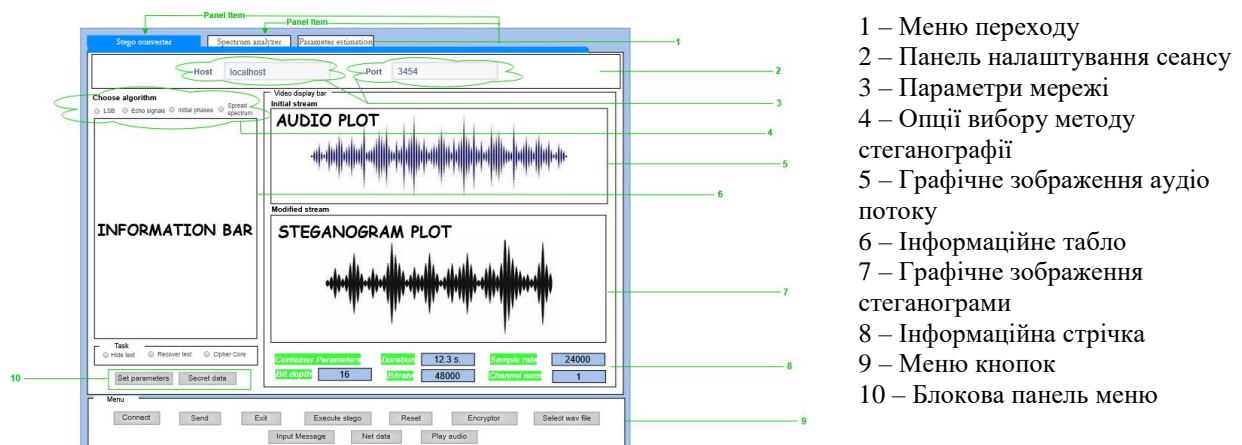 Panel Item
Panel Item
Stego converter
Spectrum analyzer
Parameter estimation
1
Host localhost
Port 3454
2
3
Choose algorithm
LSB
Echo signals
Initial phases
Spread spectrum
4
Video display bar
Initial stream
AUDIO PLOT
5
6
INFORMATION BAR
Modified stream
STEGANOGRAM PLOT
7
Task
Hide text
Recover text
Cipher Core
Container Parameters
Duration 12.3 s.
Sample rate 24000
Bit depth 16
Bitrate 48000
Channel num 1
8
10
Set parameters
Secret data
Menu
Connect
Send
Exit
Execute stego
Reset
Encryptor
Select wav file
9
Input Message
Net data
Play audio
1 – Меню переходу
2 – Панель налаштування сеансу
3 – Параметри мережі
4 – Опції вибору методу
стеганографії
5 – Графічне зображення аудіо
потоку
6 – Інформаційне табло
7 – Графічне зображення
стеганограми
8 – Інформаційна стрічка
9 – Меню кнопок
10 – Блокова панель меню